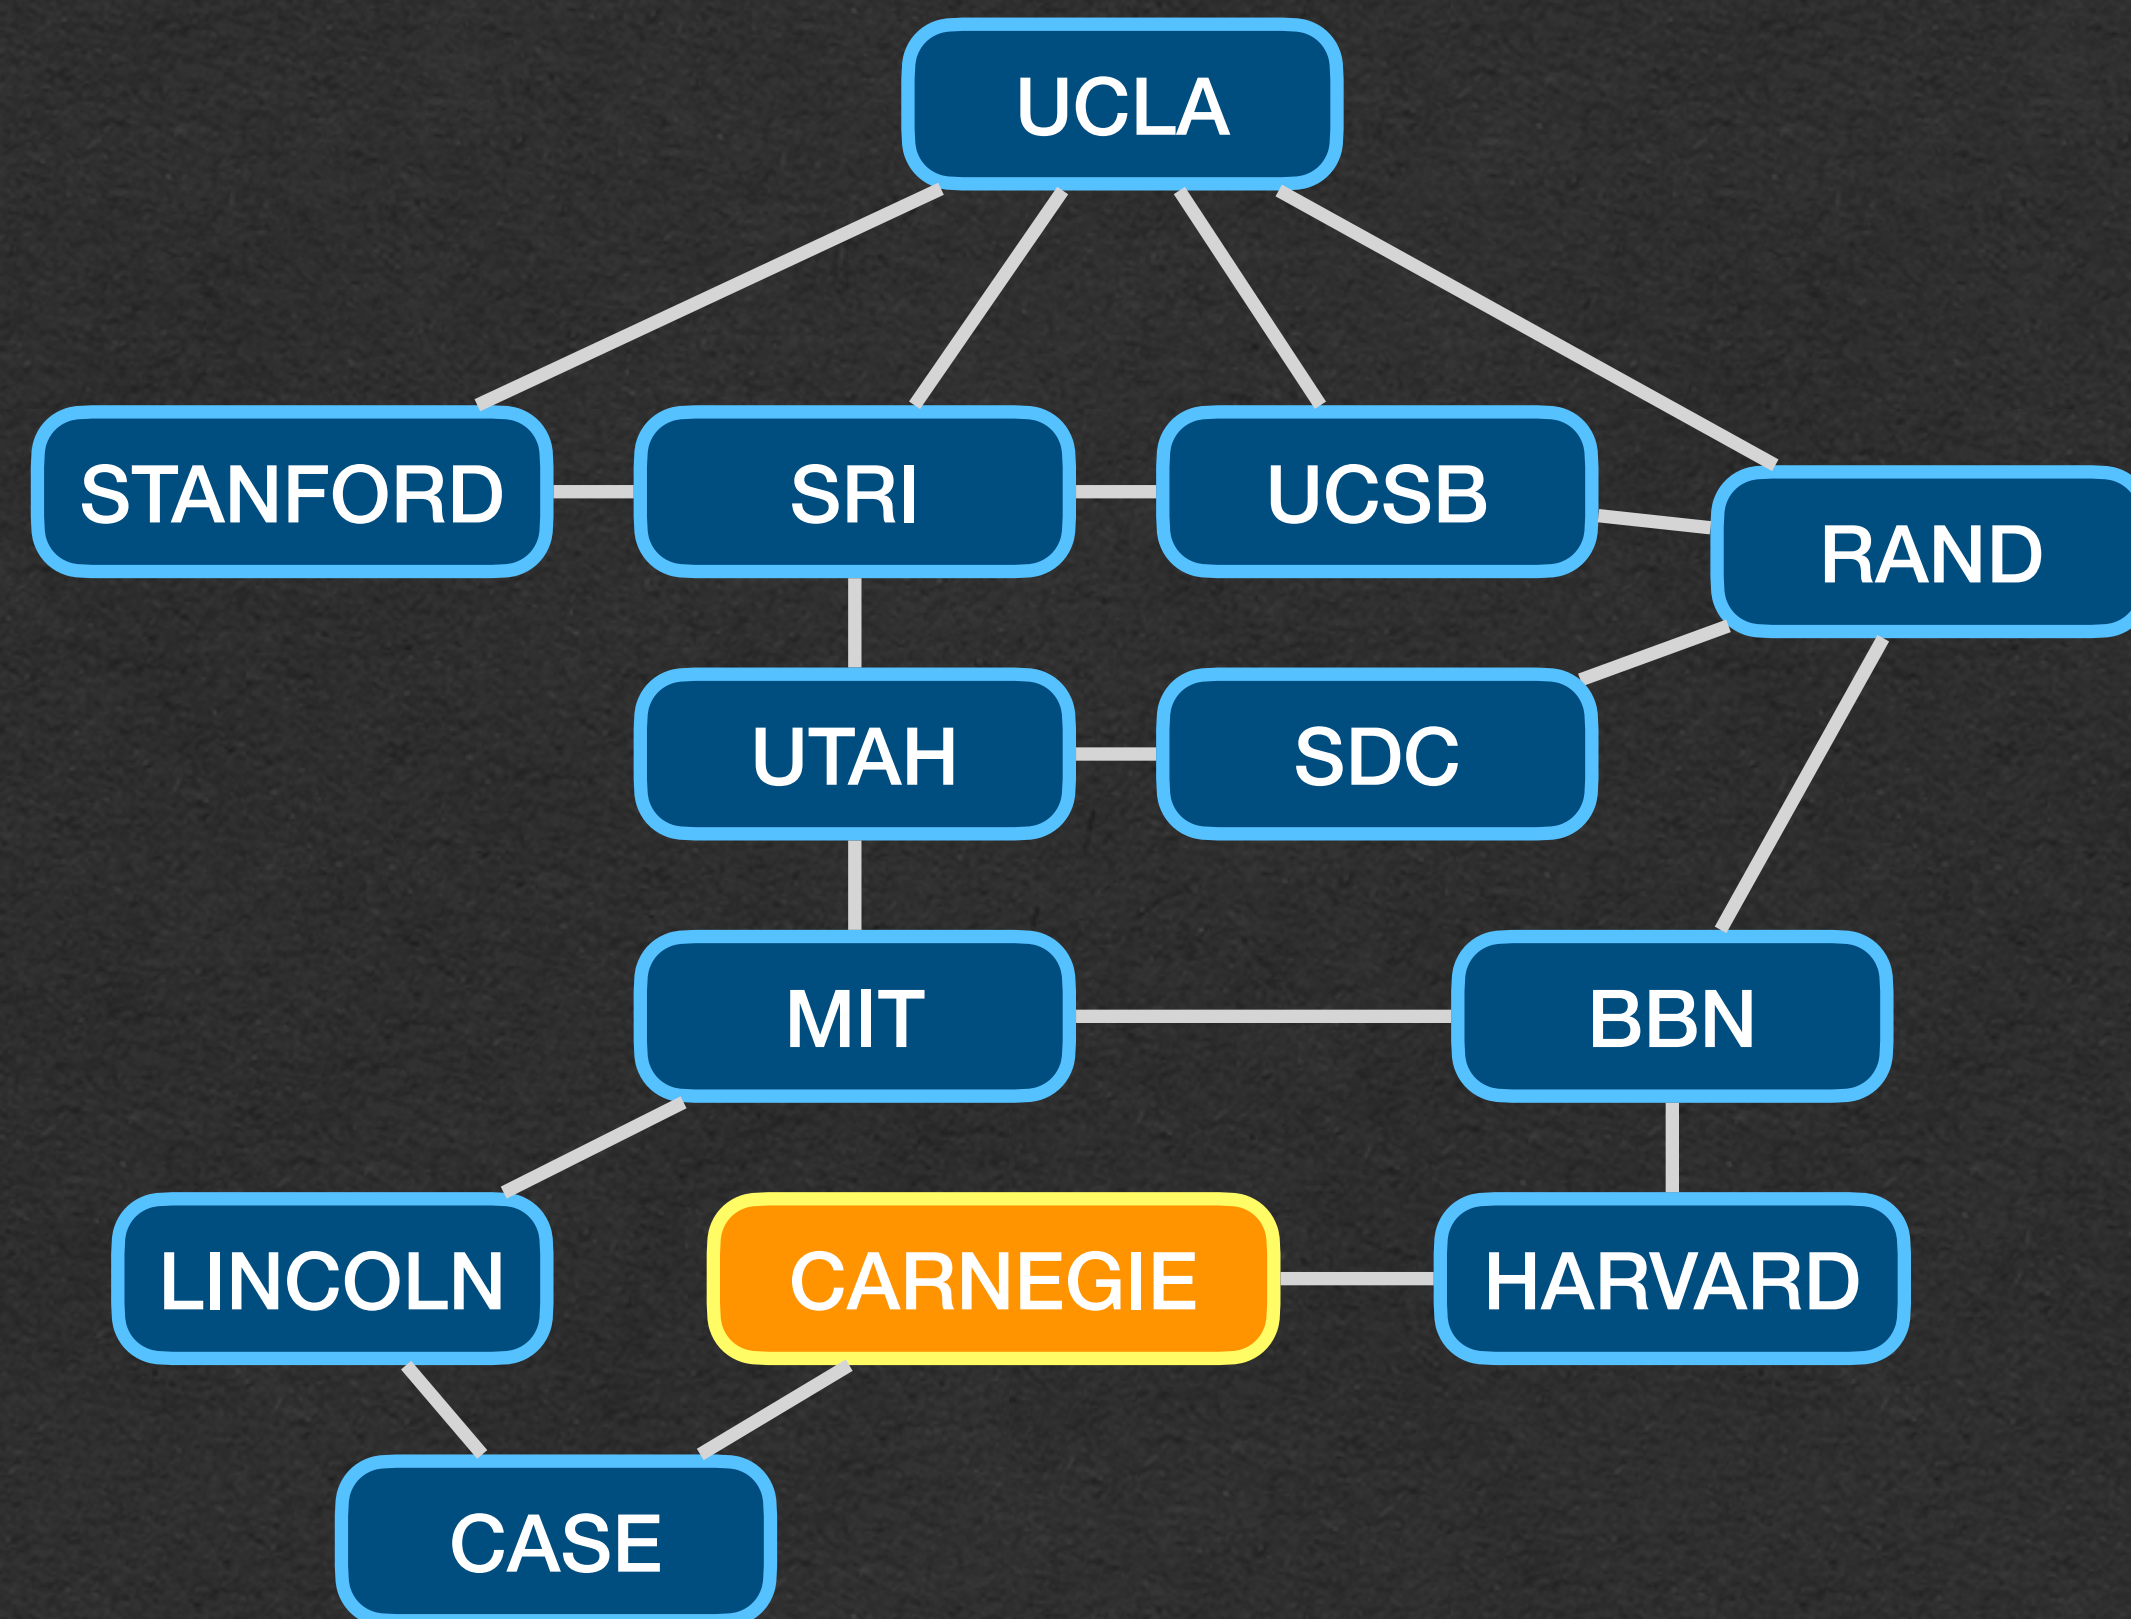 UCLA
STANFORD
SRI
UCSB
RAND
UTAH
SDC
MIT
BBN
LINCOLN
CARNEGIE
HARVARD
CASE